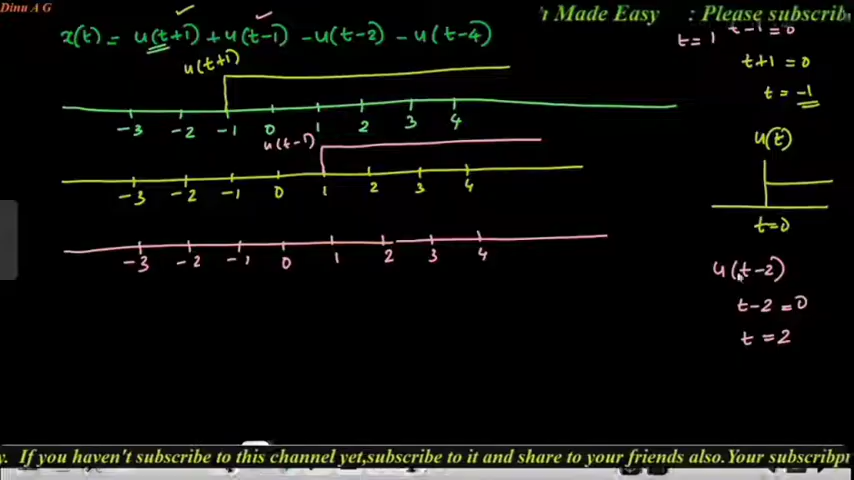 Dinu A G
r Made Easy : Please subscrib
x(t) = u(t+1) + u(t-1) - u(t-2) - u(t-4)
t-1=0
t=1
t+1=0
t=-1
u(t+1)
-3 -2 -1 0 1 2 3 4
u(t)
t=0
u(t-1)
-3 -2 -1 0 1 2 3 4
-3 -2 -1 0 1 2 3 4
u(t-2)
t-2=0
t=2
y. If you haven't subscribe to this channel yet,subscribe to it and share to your friends also.Your subscribpr